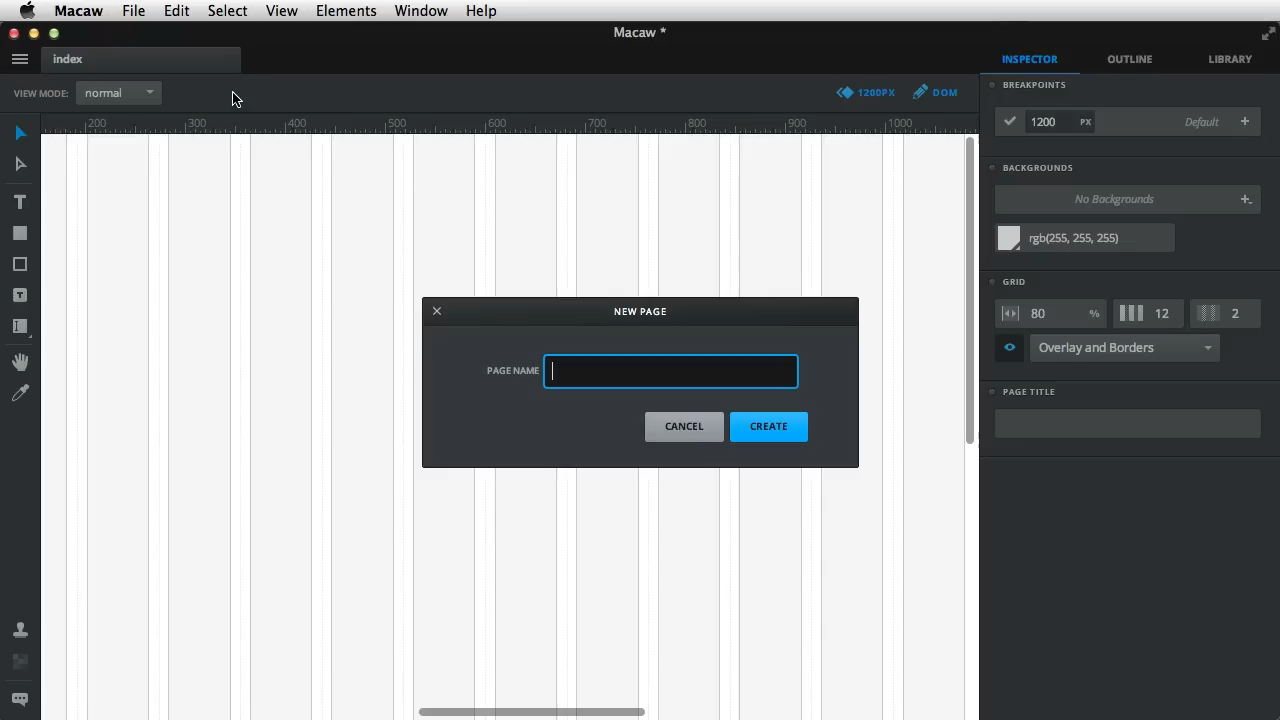 Macaw File Edit Select View Elements Window Help
Macaw *
index
INSPECTOR OUTLINE LIBRARY
VIEW MODE: normal
1200PX DOM
BREAKPOINTS
200 300 400 500 600 700 800 900 1000
1200 PX Default +
BACKGROUNDS
No Backgrounds
rgb(255, 255, 255)
GRID
80 % 12 2
Overlay and Borders
PAGE TITLE
NEW PAGE
PAGE NAME
CANCEL CREATE
T
T